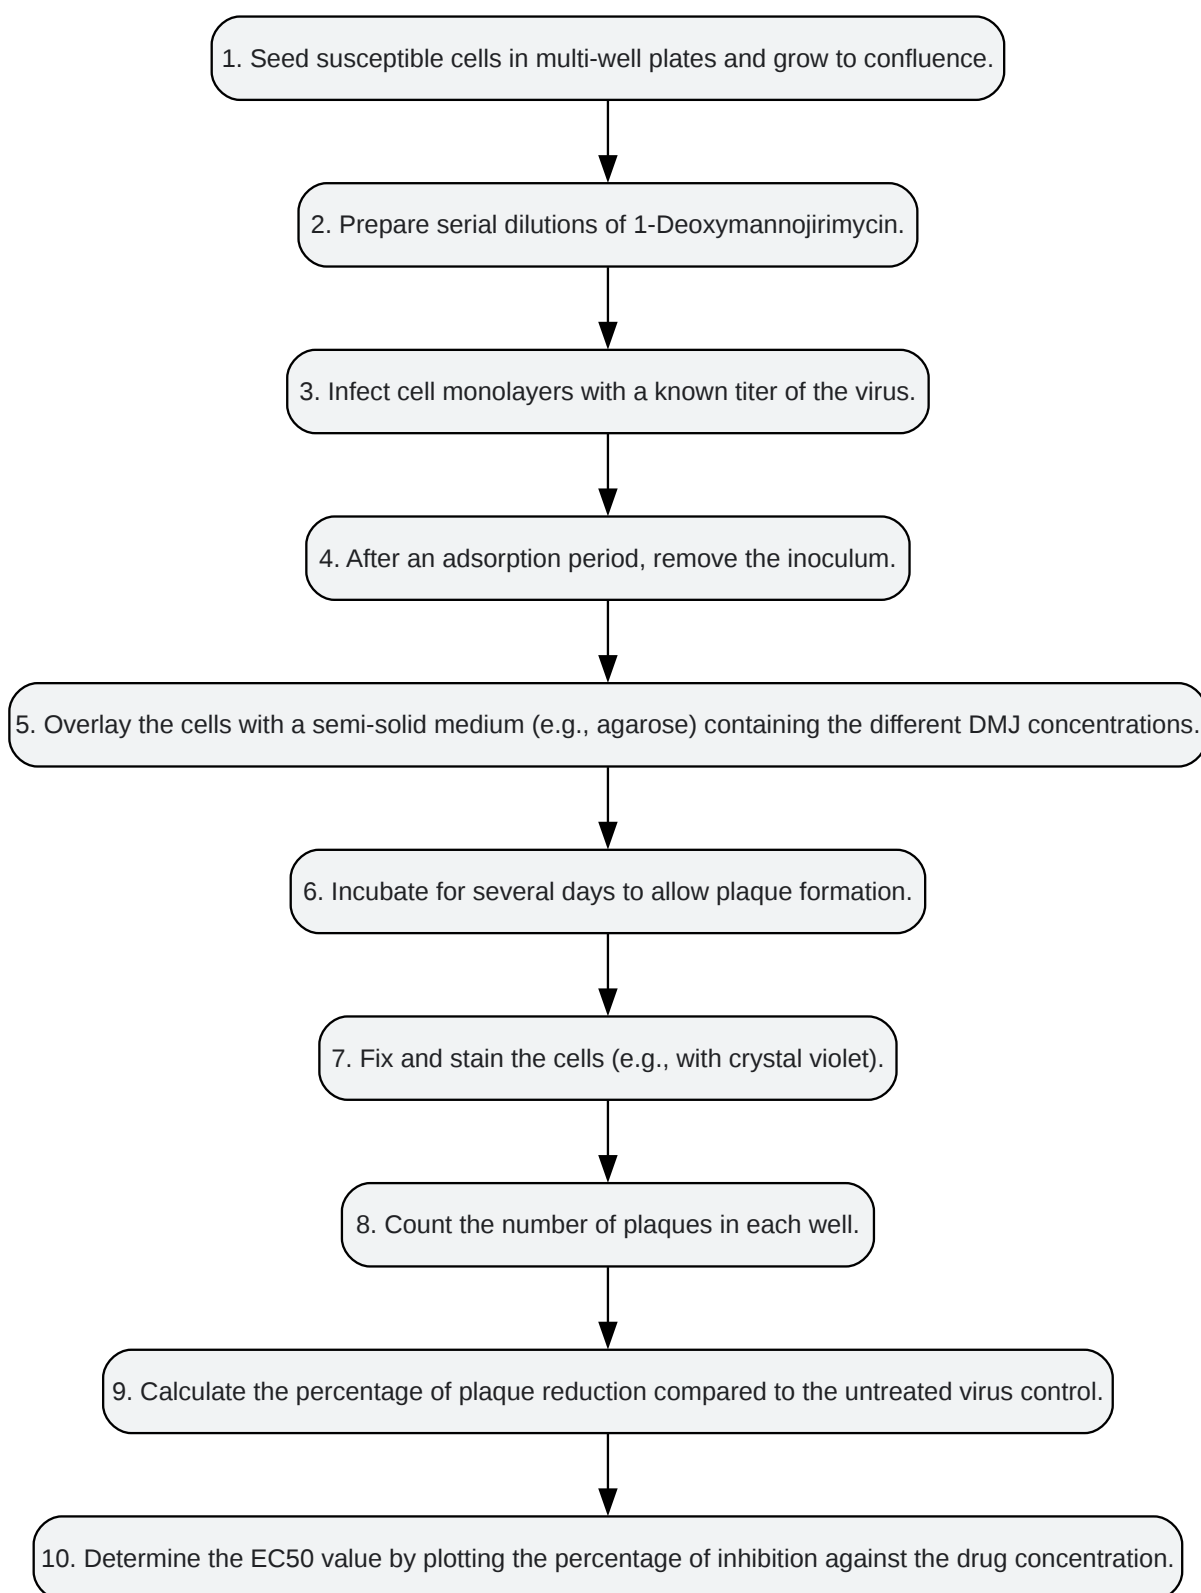 1. Seed susceptible cells in multi-well plates and grow to confluence.
2. Prepare serial dilutions of 1-Deoxymannojirimycin.
3. Infect cell monolayers with a known titer of the virus.
4. After an adsorption period, remove the inoculum.
5. Overlay the cells with a semi-solid medium (e.g., agarose) containing the different DMJ concentrations.
6. Incubate for several days to allow plaque formation.
7. Fix and stain the cells (e.g., with crystal violet).
8. Count the number of plaques in each well.
9. Calculate the percentage of plaque reduction compared to the untreated virus control.
10. Determine the EC50 value by plotting the percentage of inhibition against the drug concentration.